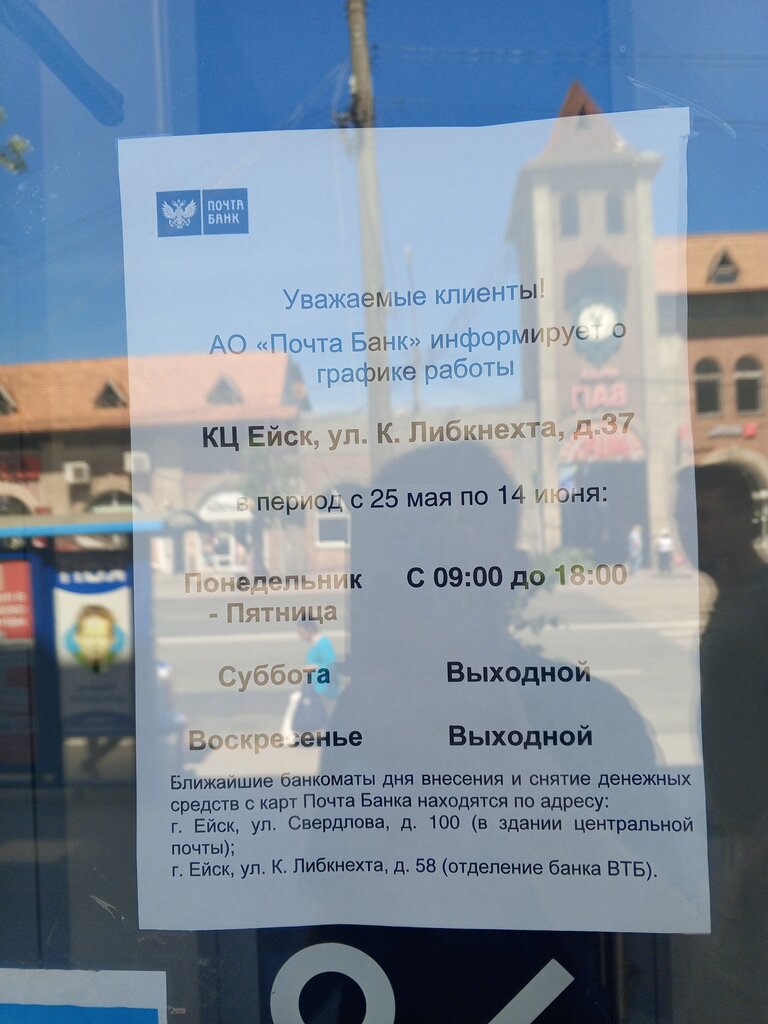 ПОЧТА
БАНК
Уважаемые клиенты!
АО «Почта Банк» информирует о
графике работы
КЦ Ейск, ул. К. Либкнехта, д.37
в период с 25 мая по 14 июня:
Понедельник С 09:00 до 18:00
- Пятница
Суббота Выходной
Воскресенье Выходной
Ближайшие банкоматы дня внесения и снятие денежных
средств с карт Почта Банка находятся по адресу:
г. Ейск, ул. Свердлова, д. 100 (в здании центральной
почты);
г. Ейск, ул. К. Либкнехта, д. 58 (отделение банка ВТБ).